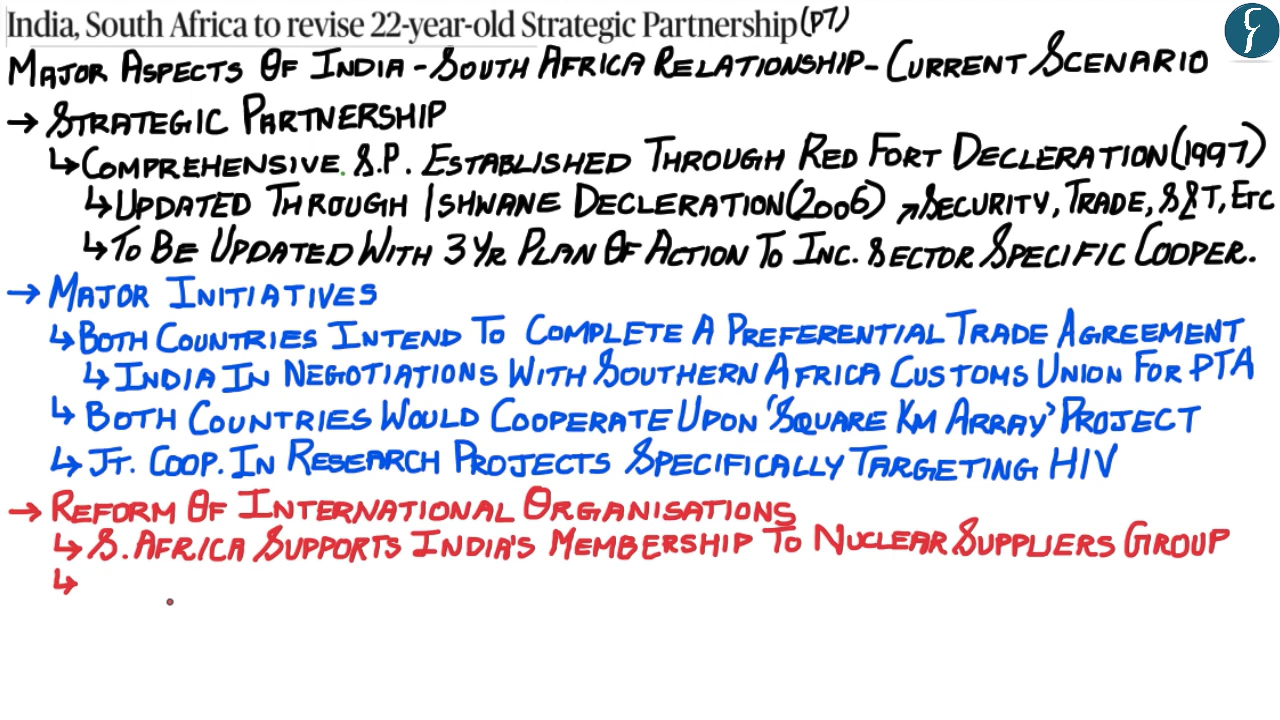 India, South Africa to revise 22-year-old Strategic Partnership (P7)
MAJOR ASPECTS OF INDIA - SOUTH AFRICA RELATIONSHIP - CURRENT SCENARIO
→ STRATEGIC PARTNERSHIP
↳ COMPREHENSIVE S.P. ESTABLISHED THROUGH RED FORT DECLERATION (1997)
↳ UPDATED THROUGH ISHWANE DECLERATION (2006) ↗ SECURITY, TRADE, S&T, ETC
↳ TO BE UPDATED WITH 3 YR PLAN OF ACTION TO INC. SECTOR SPECIFIC COOPER.
→ MAJOR INITIATIVES
↳ BOTH COUNTRIES INTEND TO COMPLETE A PREFERENTIAL TRADE AGREEMENT
↳ INDIA IN NEGOTIATIONS WITH SOUTHERN AFRICA CUSTOMS UNION FOR PTA
↳ BOTH COUNTRIES WOULD COOPERATE UPON 'SQUARE KM ARRAY' PROJECT
↳ JT. COOP. IN RESEARCH PROJECTS SPECIFICALLY TARGETING HIV
→ REFORM OF INTERNATIONAL ORGANISATIONS
↳ S. AFRICA SUPPORTS INDIA'S MEMBERSHIP TO NUCLEAR SUPPLIERS GROUP
↳